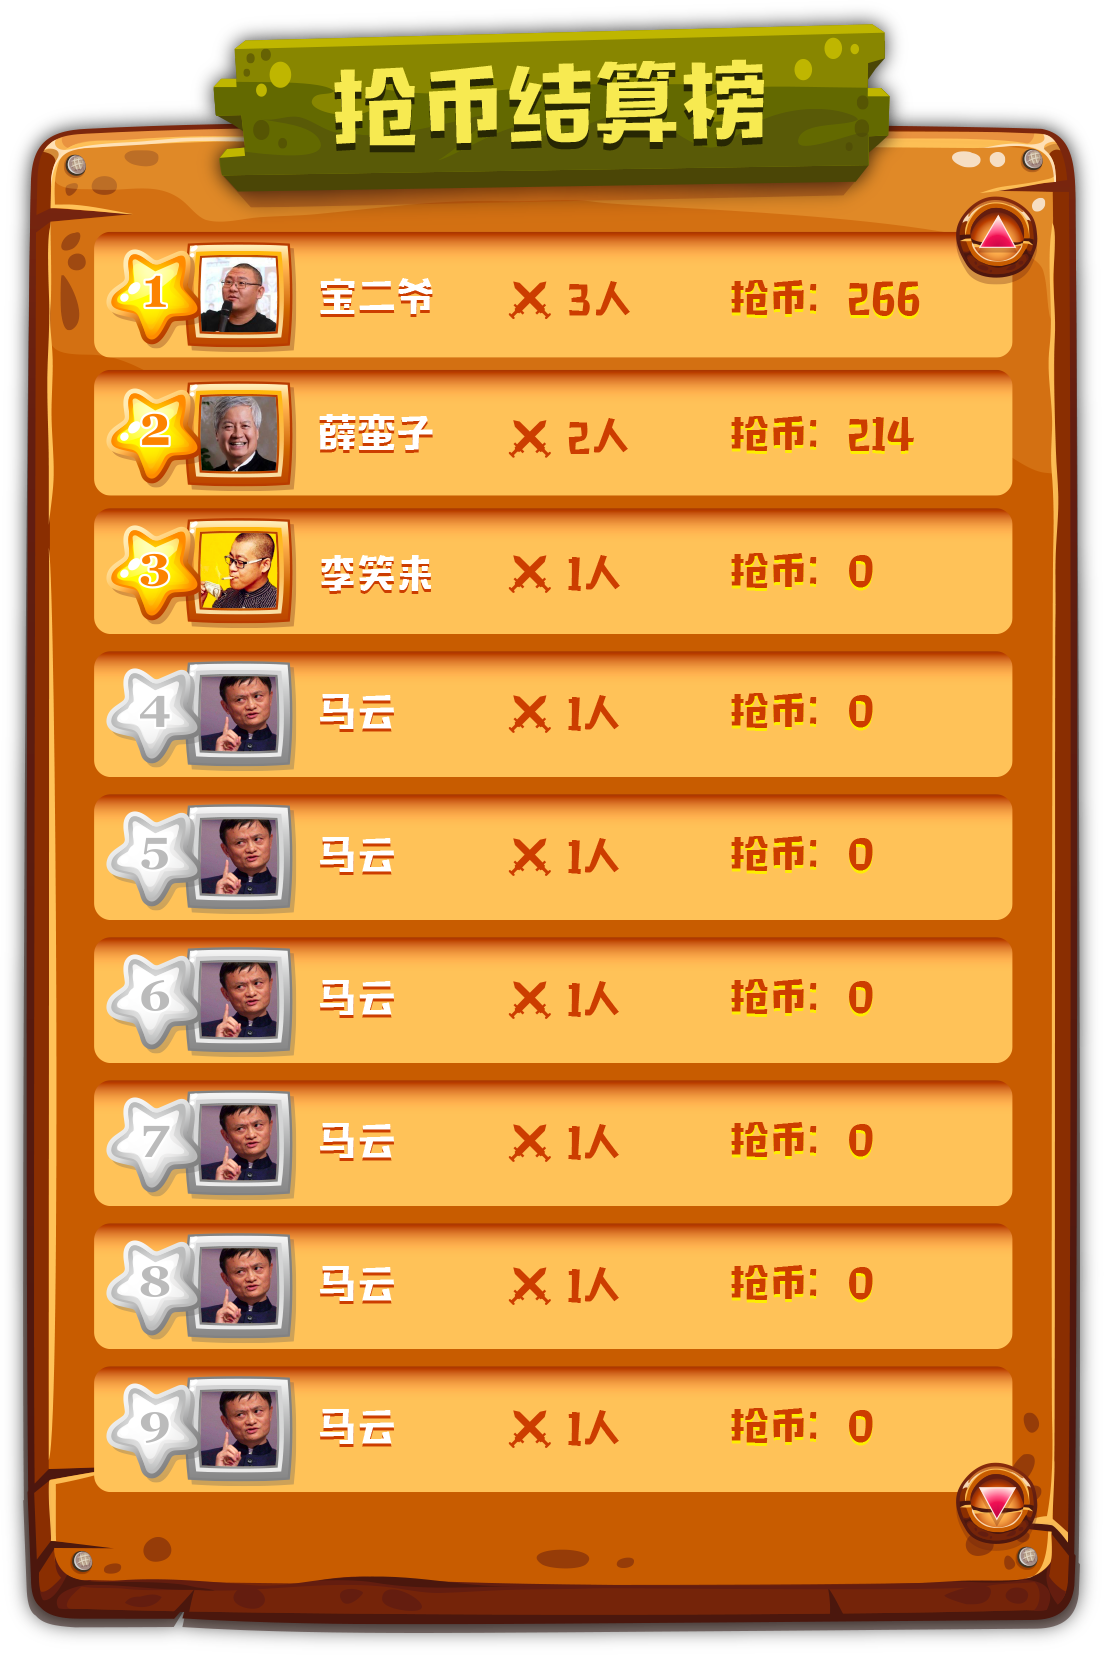 抢币结算榜
1 宝二爷 3人 抢币： 266
2 薛蛮子 2人 抢币： 214
3 李笑来 1人 抢币： 0
4 马云 1人 抢币： 0
5 马云 1人 抢币： 0
6 马云 1人 抢币： 0
7 马云 1人 抢币： 0
8 马云 1人 抢币： 0
9 马云 1人 抢币： 0